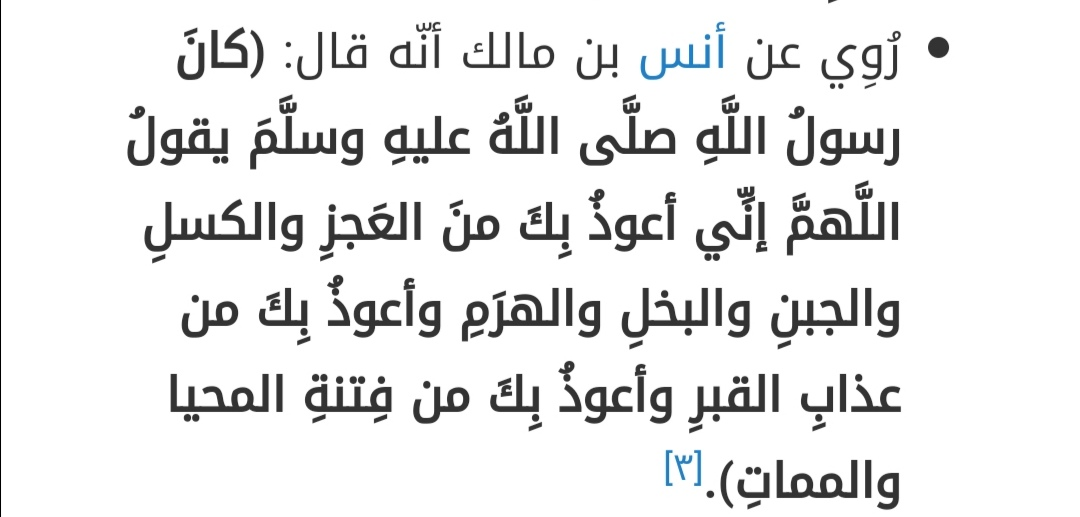 • رُوِي عن أنس بن مالك أنّه قال: (كانَ
رسولُ اللَّهِ صلَّى اللَّهُ عليهِ وسلَّمَ يقولُ
اللَّهمَّ إنِّي أعوذُ بِكَ منَ العَجزِ والكسلِ
والجبنِ والبخلِ والهرَمِ وأعوذُ بِكَ من
عذابِ القبرِ وأعوذُ بِكَ من فِتنةِ المحيا
والمماتِ).[٣]